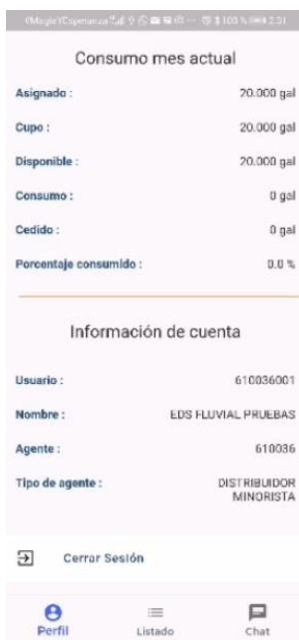 Consumo mes actual
Asignado : 20.000 gal
Cupo : 20.000 gal
Disponible : 20.000 gal
Consumo : 0 gal
Cedido : 0 gal
Porcentaje consumido : 0.0 %
Información de cuenta
Usuario : 610036001
Nombre : EDS FLUVIAL PRUEBAS
Agente : 610036
Tipo de agente : DISTRIBUIDOR
MINORISTA
Cerrar Sesión
Perfil Listado Chat